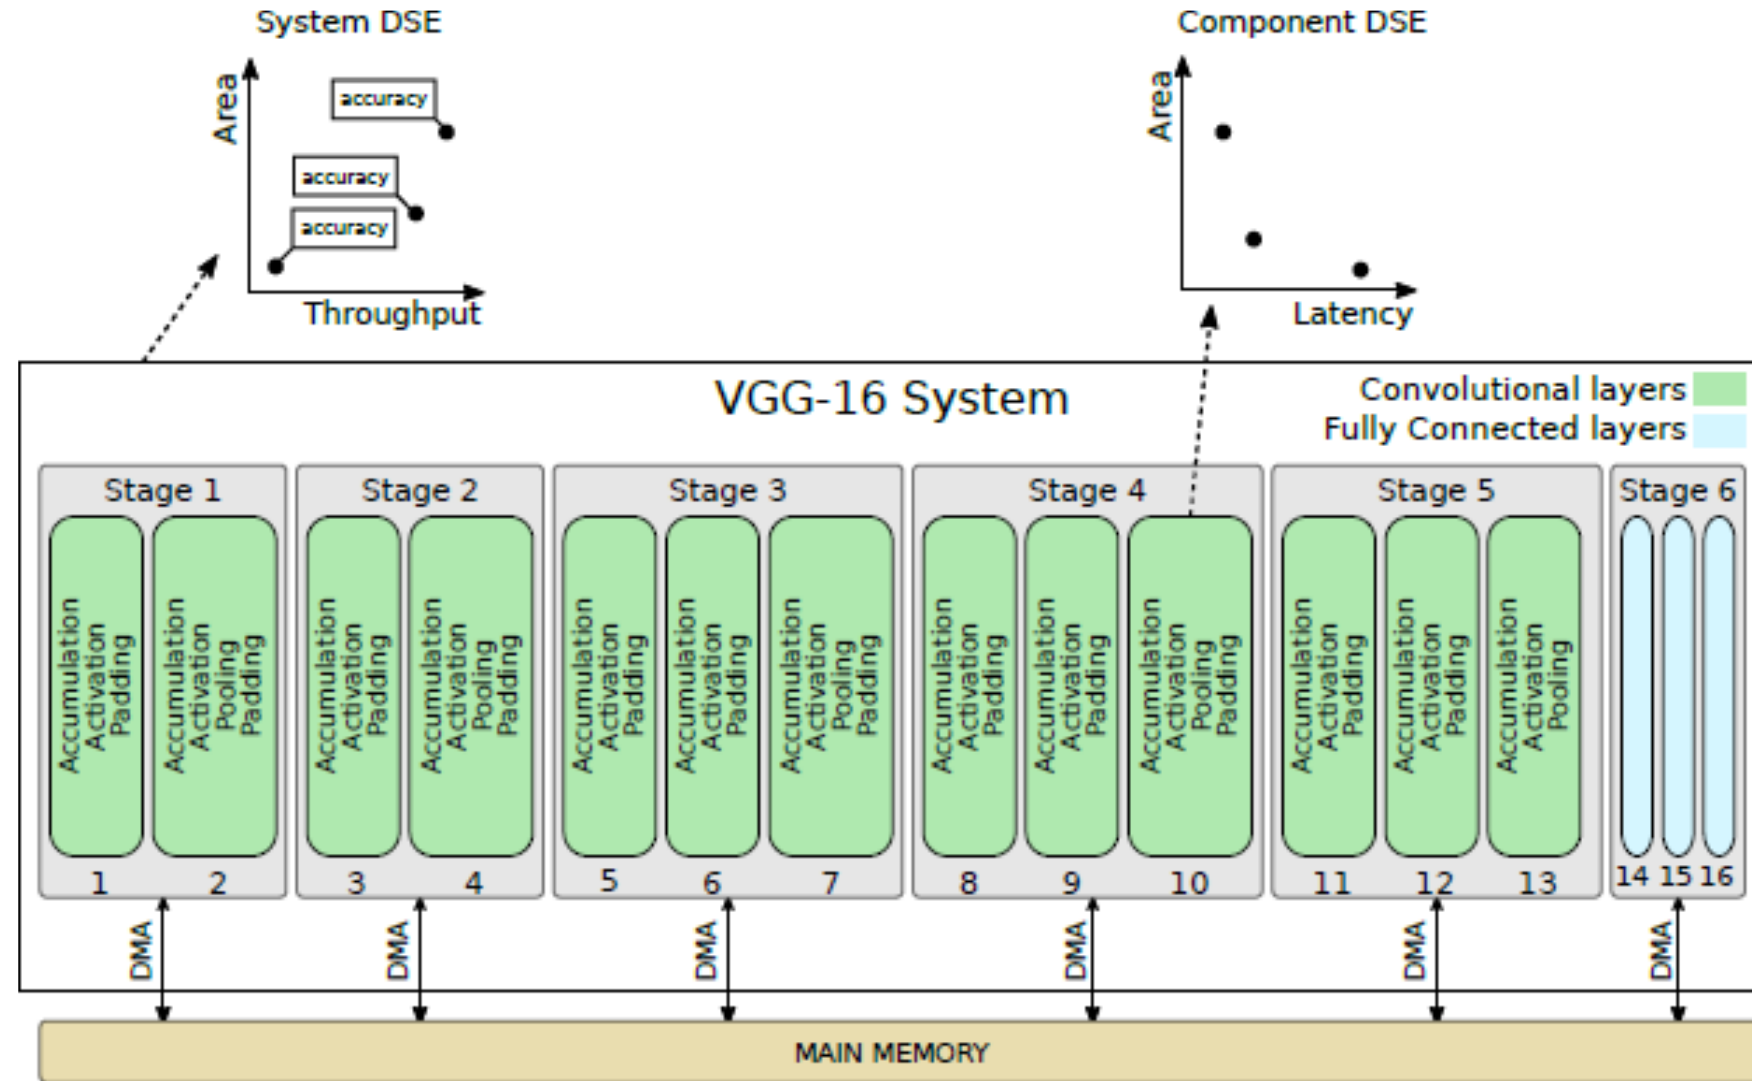 System DSE
Area
accuracy
accuracy
accuracy
Throughput
Component DSE
Area
Latency
VGG-16 System
Convolutional layers
Fully Connected layers
Stage 1
Accumulation
Activation
Padding
1
Accumulation
Activation
Pooling
Padding
2
Stage 2
Accumulation
Activation
Padding
3
Accumulation
Activation
Pooling
Padding
4
Stage 3
Accumulation
Activation
Padding
5
Accumulation
Activation
Padding
6
Accumulation
Activation
Pooling
Padding
7
Stage 4
Accumulation
Activation
Padding
8
Accumulation
Activation
Padding
9
Accumulation
Activation
Pooling
Padding
10
Stage 5
Accumulation
Activation
Padding
11
Accumulation
Activation
Padding
12
Accumulation
Activation
Pooling
13
Stage 6
14 15 16
DMA
DMA
DMA
DMA
DMA
DMA
MAIN MEMORY